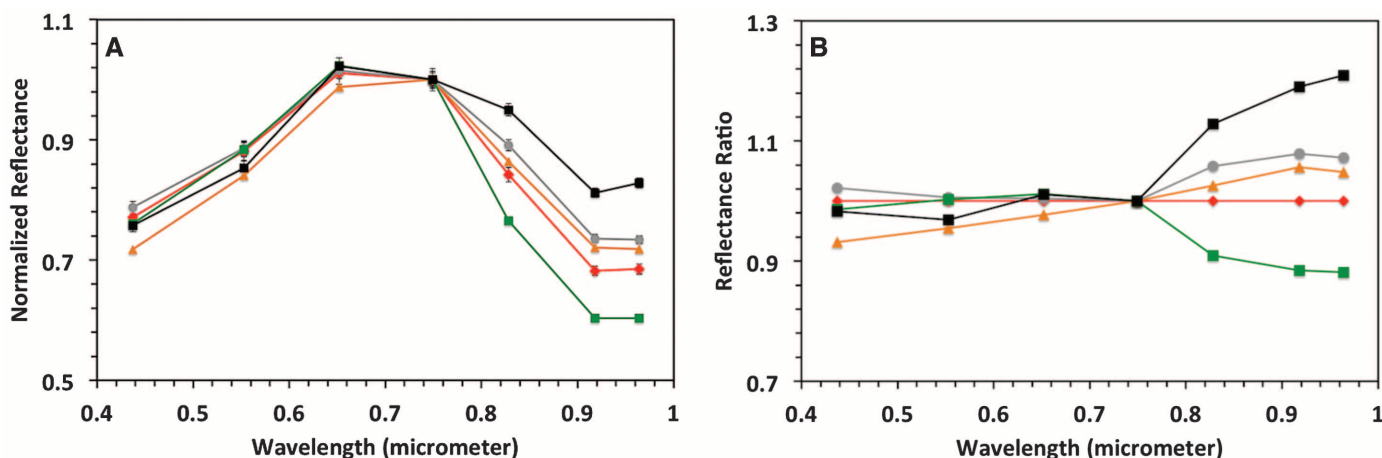 A
Normalized Reflectance
1.1
0.9
0.7
0.5
0.4 0.5 0.6 0.7 0.8 0.9 1
Wavelength (micrometer)
B
Reflectance Ratio
1.3
1.1
0.9
0.7
0.4 0.5 0.6 0.7 0.8 0.9 1
Wavelength (micrometer)